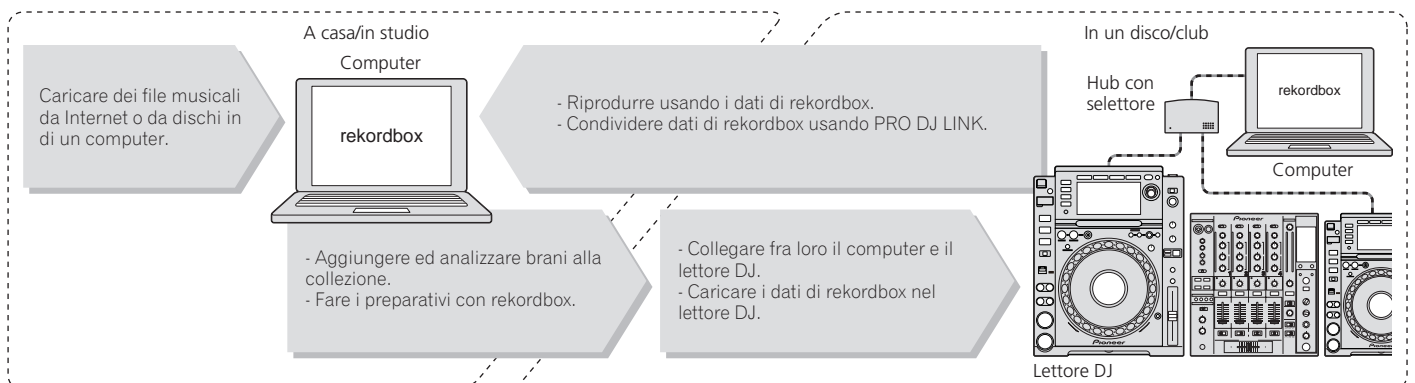 A casa/in studio
Computer
Caricare dei file musicali
da Internet o da dischi in
di un computer.
rekordbox
- Riprodurre usando i dati di rekordbox.
- Condividere dati di rekordbox usando PRO DJ LINK.
- Aggiungere ed analizzare brani alla
collezione.
- Fare i preparativi con rekordbox.
- Collegare fra loro il computer e il
lettore DJ.
- Caricare i dati di rekordbox nel
lettore DJ.
In un disco/club
Hub con
selettore
rekordbox
Computer
Pioneer
Pioneer
Pioneer
Lettore DJ